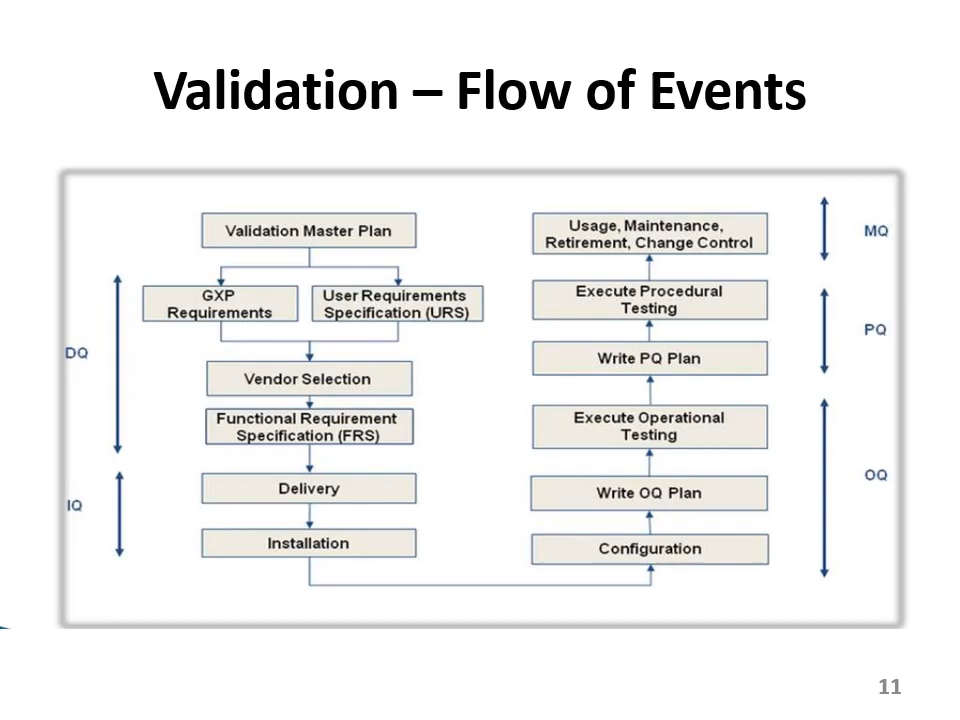 Validation – Flow of Events
Validation Master Plan
GXP
Requirements
User Requirements
Specification (URS)
DQ
Vendor Selection
Functional Requirement
Specification (FRS)
IQ
Delivery
Installation
Usage, Maintenance,
Retirement, Change Control
MQ
Execute Procedural
Testing
PQ
Write PQ Plan
Execute Operational
Testing
OQ
Write OQ Plan
Configuration
11